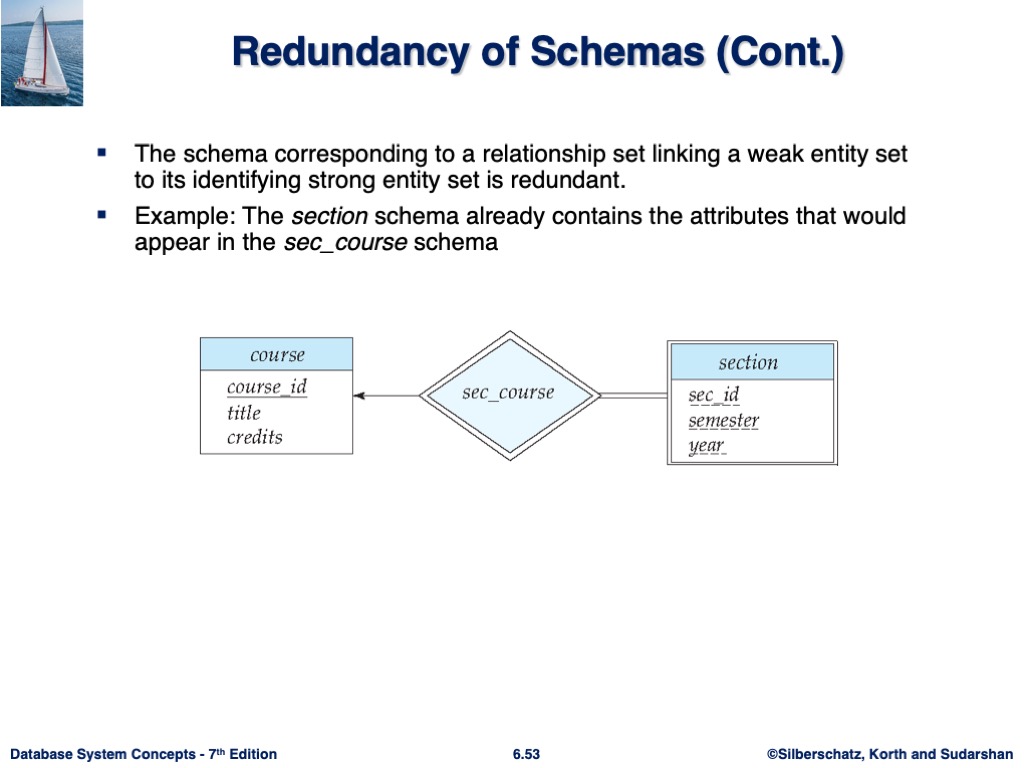 Redundancy of Schemas (Cont.)
▪ The schema corresponding to a relationship set linking a weak entity set
to its identifying strong entity set is redundant.
▪ Example: The section schema already contains the attributes that would
appear in the sec_course schema
course
course_id
title
credits
sec_course
section
sec_id
semester
year
Database System Concepts - 7th Edition
6.53
©Silberschatz, Korth and Sudarshan